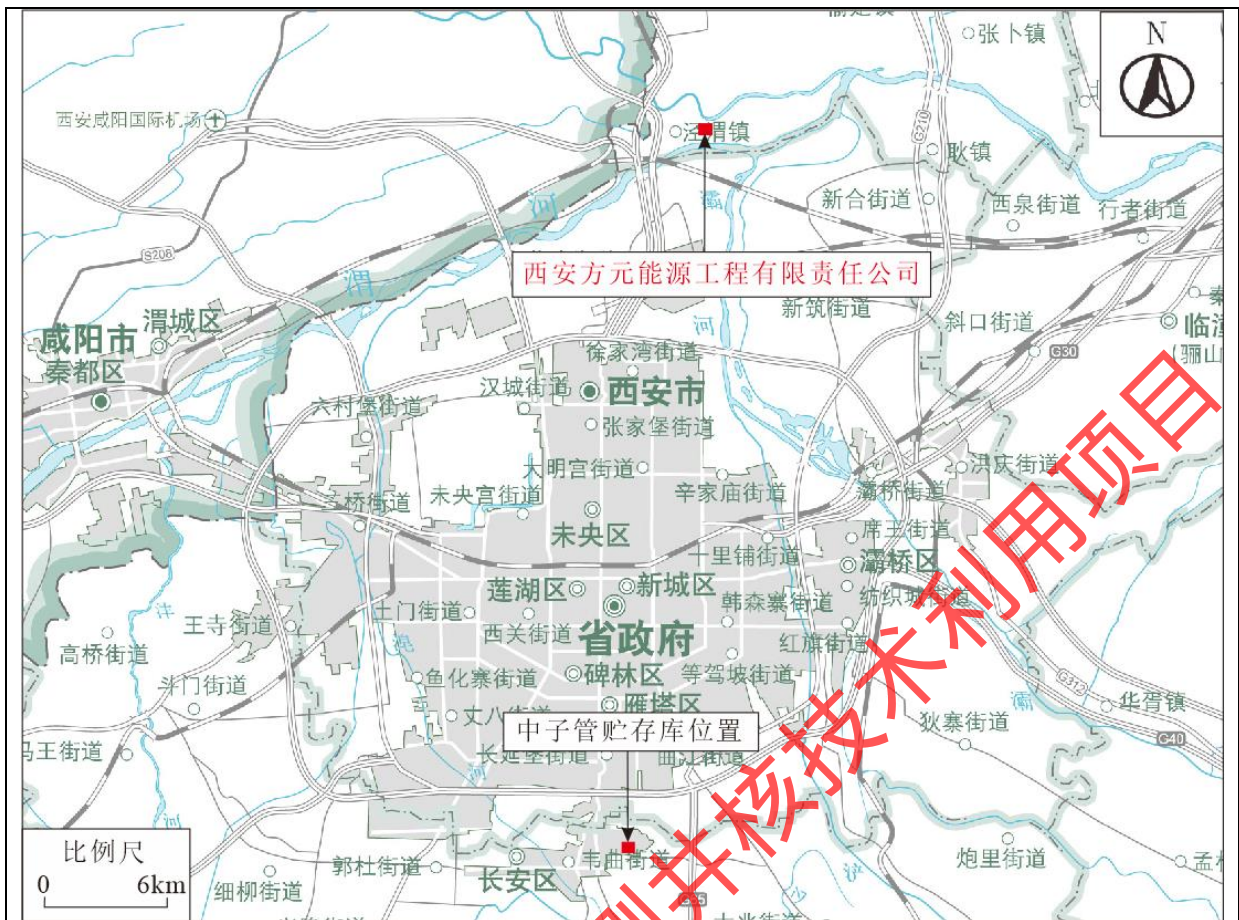 张卜镇
N
西安咸阳国际机场
泾渭镇
G210
耿镇
河
灞
新合街道
西泉街道
行者街道
S208
渭
西安方元能源工程有限责任公司
新筑街道
河
斜口街道
临潼
(骊山
渭城区
咸阳市
秦都区
徐家湾街道
G30
汉城街道
西安市
六村堡街道
张家堡街道
大明宫街道
洪庆街道
未央宫街道
辛家庙街道
灞桥街道
三桥街道
未央区
席王街道
十里铺街道
灞桥区
莲湖区
新城区
韩森寨街道
纺织城街道
土门街道
西关街道
省政府
红旗街道
王寺街道
高桥街道
沣
皂
碑林区
等驾坡街道
鱼化寨街道
斗门街道
雁塔区
G312
灞
华胥镇
丈八街道
中子管贮存库位置
狄寨街道
G40
马王街道
长延堡街道
曲江街道
河
河
比例尺
0
6km
郭杜街道
韦曲街道
炮里街道
细柳街道
长安区
测井核技术利用项目